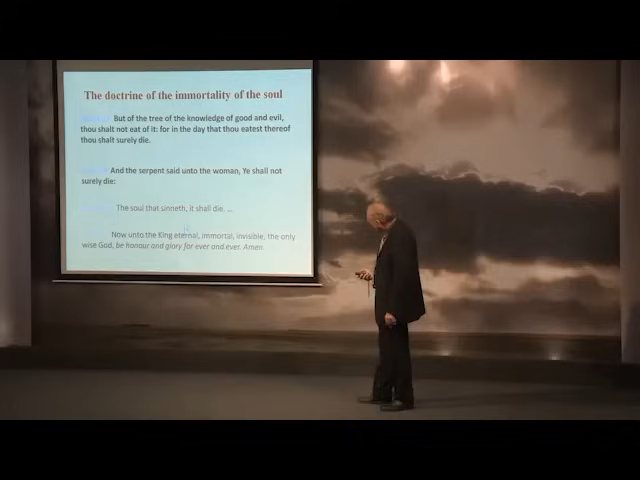 The doctrine of the immortality of the soul
But of the tree of the knowledge of good and evil,
thou shalt not eat of it: for in the day that thou eatest thereof
thou shalt surely die.
And the serpent said unto the woman, Ye shall not
surely die:
The soul that sinneth, it shall die. ...
Now unto the King eternal, immortal, invisible, the only
wise God, be honour and glory for ever and ever. Amen.